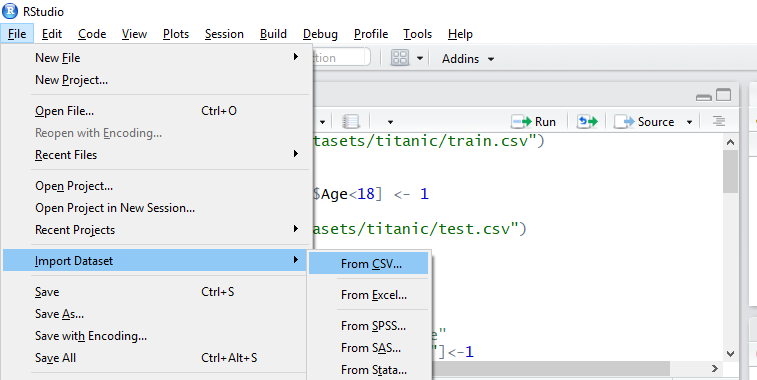 RStudio
File Edit Code View Plots Session Build Debug Profile Tools Help
New File
New Project...
Open File... Ctrl+O
Reopen with Encoding...
Recent Files
Open Project...
Open Project in New Session...
Recent Projects
Import Dataset
Save Ctrl+S
Save As...
Save with Encoding...
Save All Ctrl+Alt+S
From CSV...
From Excel...
From SPSS...
From SAS...
From Stata...
ction Addins
Run Source
tasets/titanic/train.csv")
$Age<18] <- 1
asets/titanic/test.csv")
e"
"]<-1